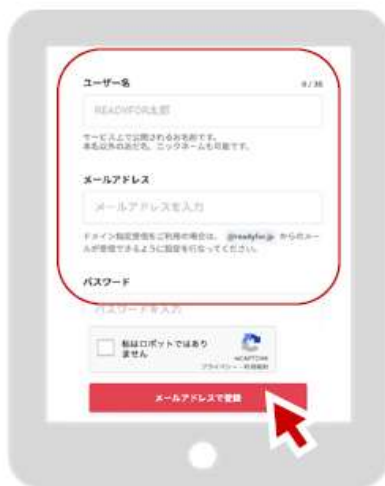 ユーザー名
0 / 30
READYFOR太郎
サービス上で公開されるお名前です。
本名以外のあだ名、ニックネームも可能です。
メールアドレス
メールアドレスを入力
ドメイン指定受信をご利用の場合は、 @readyfor.jp からのメー
ルが受信できるように設定を行なってください。
パスワード
パスワードを入力
私はロボットではあり
ません
reCAPTCHA
プライバシー - 利用規約
メールアドレスで登録